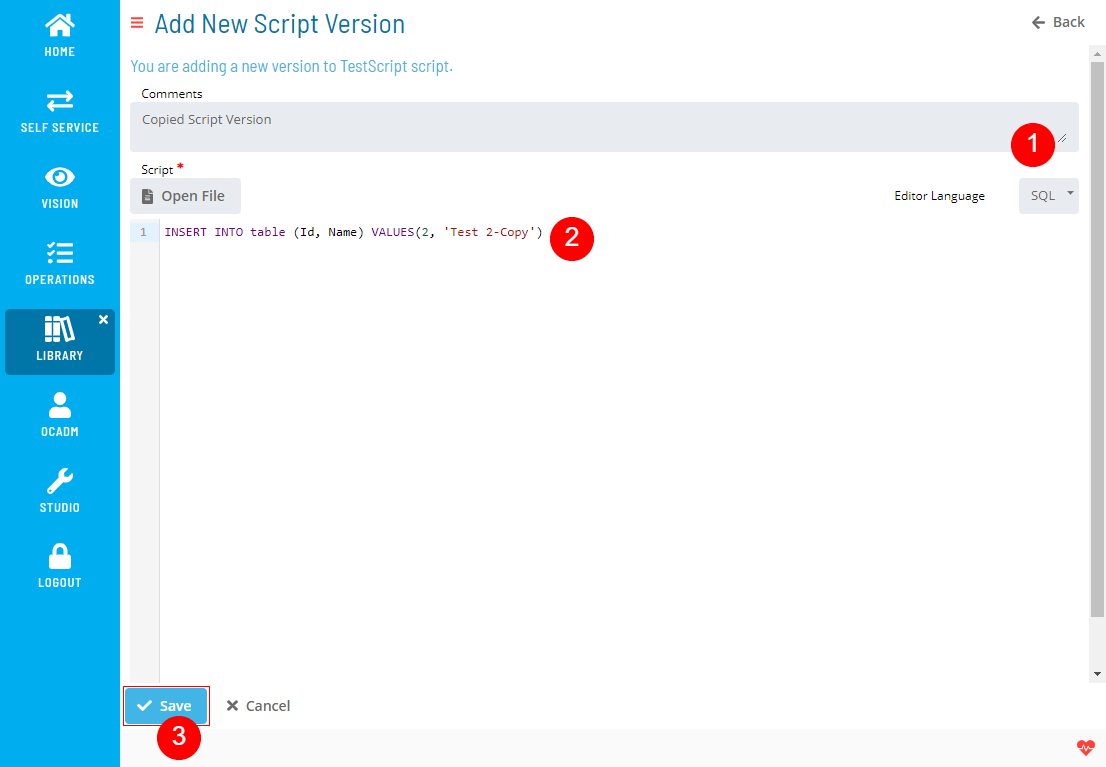 HOME
SELF SERVICE
VISION
OPERATIONS
LIBRARY
OCADM
STUDIO
LOGOUT
Add New Script Version
Back
You are adding a new version to TestScript script.
Comments
Copied Script Version
1
Script *
Open File
Editor Language
SQL
1 INSERT INTO table (Id, Name) VALUES(2, 'Test 2-Copy')
2
Save
Cancel
3